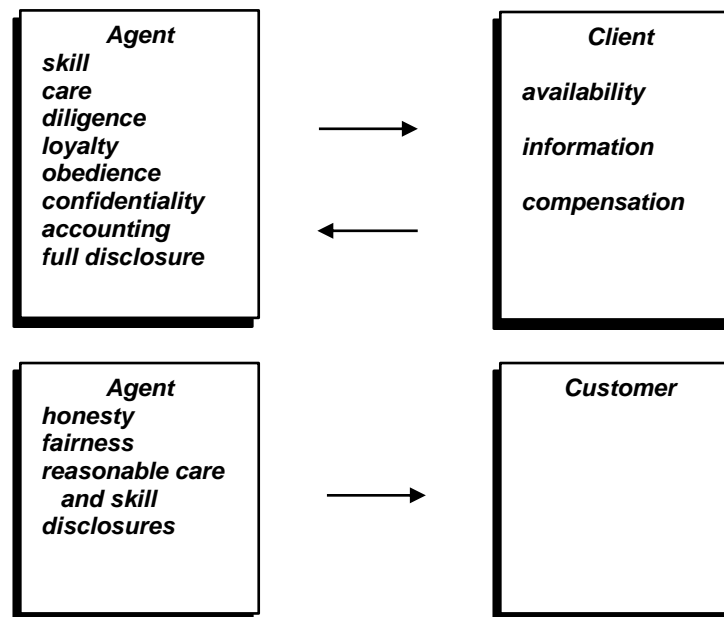 Agent
skill
care
diligence
loyalty
obedience
confidentiality
accounting
full disclosure
Client
availability
information
compensation
Agent
honesty
fairness
reasonable care
and skill
disclosures
Customer